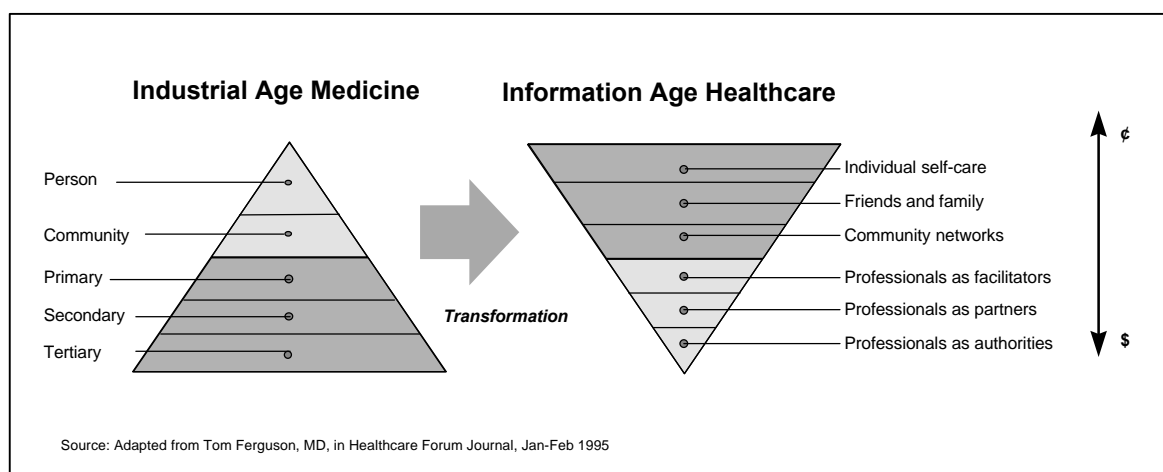 Industrial Age Medicine
Information Age Healthcare
Person
Community
Primary
Secondary
Tertiary
Transformation
Individual self-care
Friends and family
Community networks
Professionals as facilitators
Professionals as partners
Professionals as authorities
¢
$
Source: Adapted from Tom Ferguson, MD, in Healthcare Forum Journal, Jan-Feb 1995